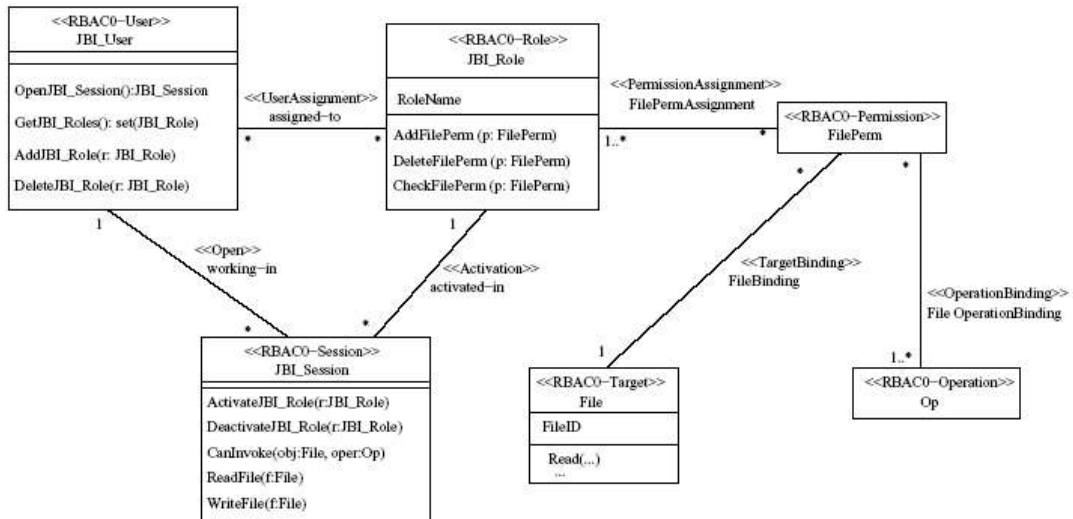 <<RBAC0-User>>
JBI_User
OpenJBI_Session():JBI_Session
GetJBI_Roles(): set(JBI_Role)
AddJBI_Role(r: JBI_Role)
DeleteJBI_Role(r: JBI_Role)
<<UserAssignment>>
assigned-to
*
*
<<RBAC0-Role>>
JBI_Role
RoleName
AddFilePerm (p: FilePerm)
DeleteFilePerm (p: FilePerm)
CheckFilePerm (p: FilePerm)
<<PermissionAssignment>>
FilePermAssignment
1..*
*
<<RBAC0-Permission>>
FilePerm
1
<<Open>>
working-in
*
1
<<Activation>>
activated-in
*
*
<<TargetBinding>>
FileBinding
1
*
<<OperationBinding>>
File OperationBinding
1..*
<<RBAC0-Session>>
JBI_Session
ActivateJBI_Role(r:JBI_Role)
DeactivateJBI_Role(r:JBI_Role)
CanInvoke(obj:File, oper:Op)
ReadFile(f:File)
WriteFile(f:File)
<<RBAC0-Target>>
File
FileID
Read(...)
...
<<RBAC0-Operation>>
Op